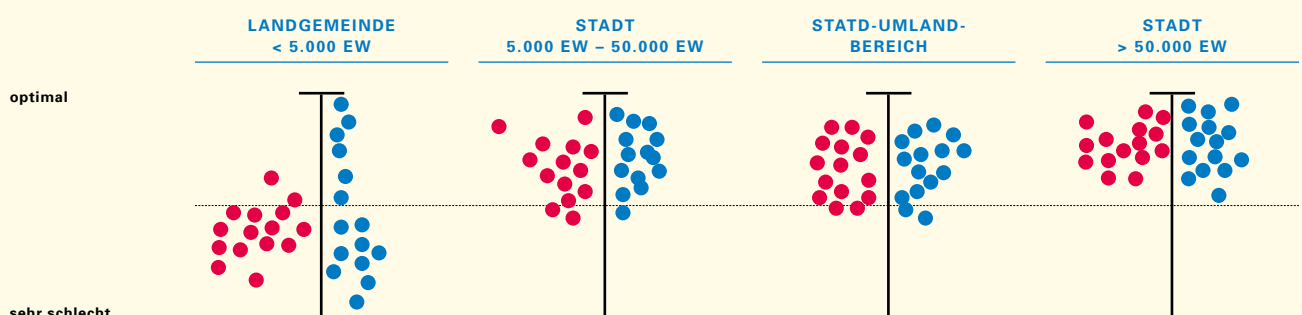 LANDGEMEINDE
< 5.000 EW
STADT
5.000 EW – 50.000 EW
STATD-UMLAND-
BEREICH
STADT
> 50.000 EW
optimal
sehr schlecht